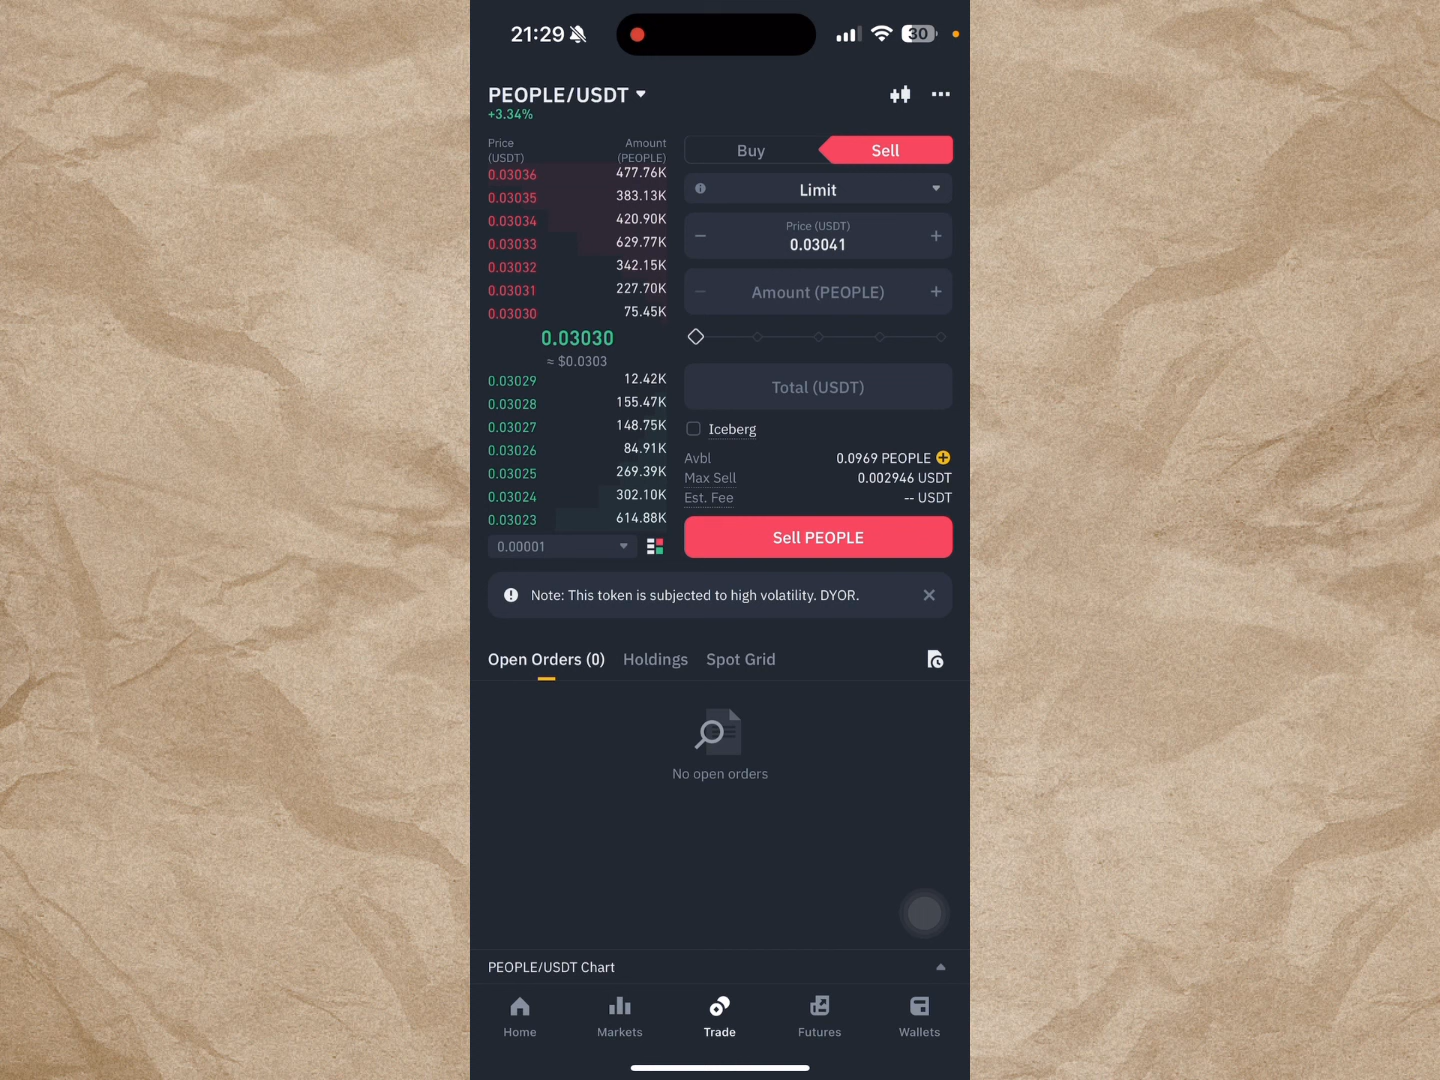 21:29
30
PEOPLE/USDT
+3.34%
Price (USDT)
Amount (PEOPLE)
0.03036 477.76K
0.03035 383.13K
0.03034 420.90K
0.03033 629.77K
0.03032 342.15K
0.03031 227.70K
0.03030 75.45K
0.03030
≈ $0.0303
0.03029 12.42K
0.03028 155.47K
0.03027 148.75K
0.03026 84.91K
0.03025 269.39K
0.03024 302.10K
0.03023 614.88K
0.00001
Buy Sell
Limit
Price (USDT)
0.03041
Amount (PEOPLE)
Total (USDT)
Iceberg
Avbl 0.0969 PEOPLE
Max Sell 0.002946 USDT
Est. Fee -- USDT
Sell PEOPLE
Note: This token is subjected to high volatility. DYOR.
Open Orders (0) Holdings Spot Grid
No open orders
PEOPLE/USDT Chart
Home Markets Trade Futures Wallets